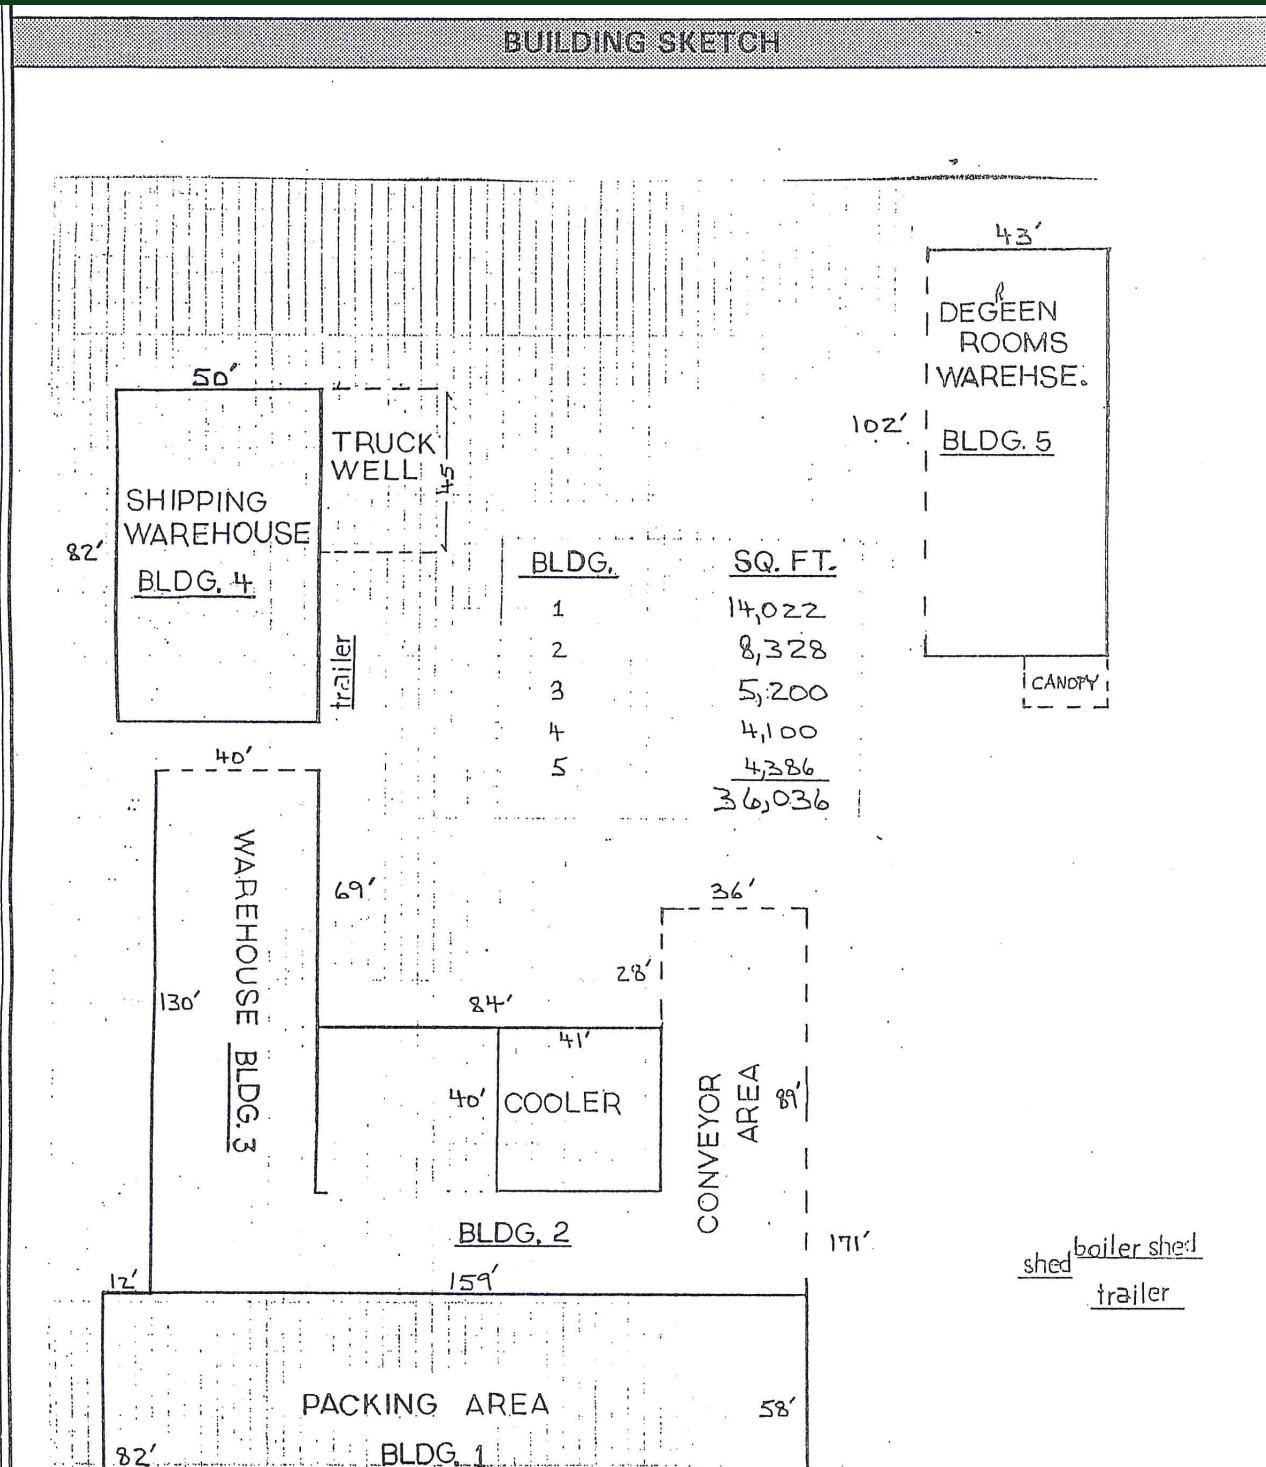 BUILDING SKETCH
43'
DEGREEN
ROOMS
WAREHSE.
102'
BLDG. 5
CANOPY
50'
TRUCK
WELL
45
SHIPPING
WAREHOUSE
82'
BLDG. 4
trailer
BLDG. SQ. FT.
1 14,022
2 8,328
3 5,200
4 4,100
5 4,386
36,036
40'
WAREHOUSE BLDG. 3
69'
130'
36'
28'
84'
41'
40'
COOLER
CONVEYOR
AREA
89'
BLDG. 2
171'
shed
boiler shed
trailer
12'
159'
PACKING AREA
58'
82'
BLDG. 1